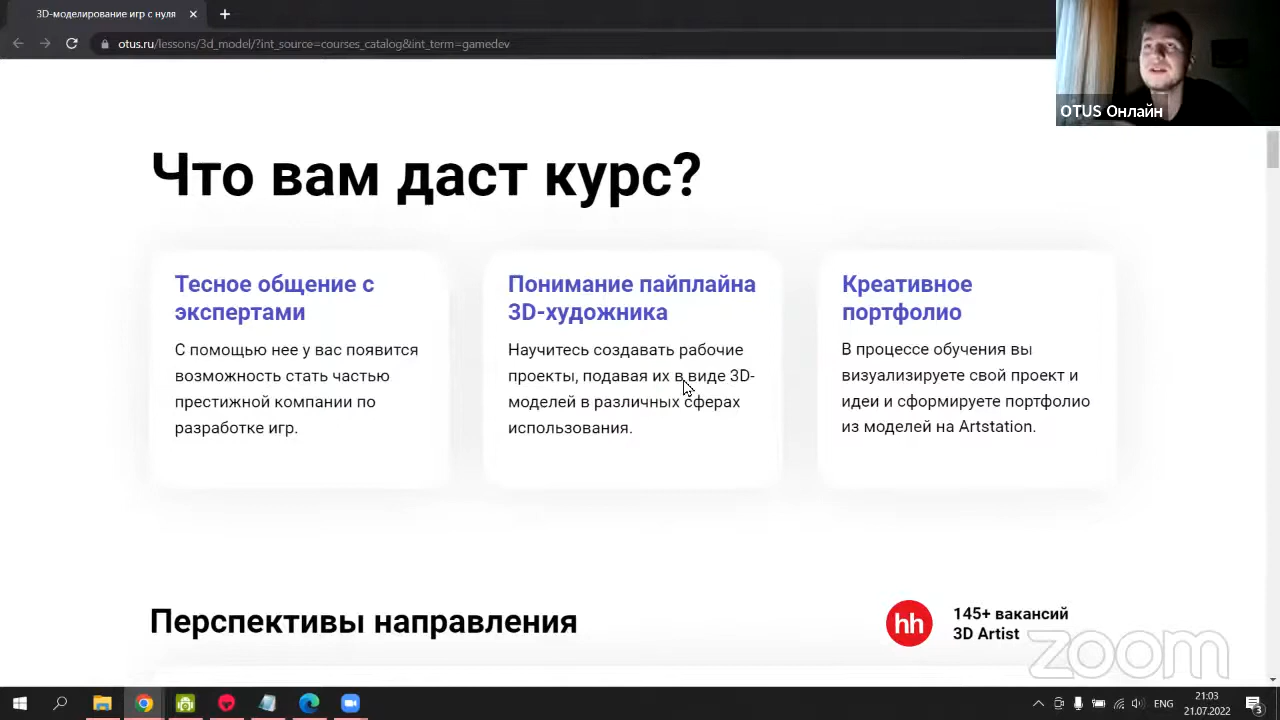 3D-моделирование игр с нуля
otus.ru/lessons/3d_model/?int_source=courses_catalog&int_term=gamedev
OTUS Онлайн
Что вам даст курс?
Тесное общение с
экспертами
С помощью нее у вас появится
возможность стать частью
престижной компании по
разработке игр.
Понимание пайплайна
3D-художника
Научитесь создавать рабочие
проекты, подавая их в виде 3D-
моделей в различных сферах
использования.
Креативное
портфолио
В процессе обучения вы
визуализируете свой проект и
идеи и сформируете портфолио
из моделей на Artstation.
Перспективы направления
hh
145+ вакансий
3D Artist
zoom
ENG
21:03
21.07.2022
3